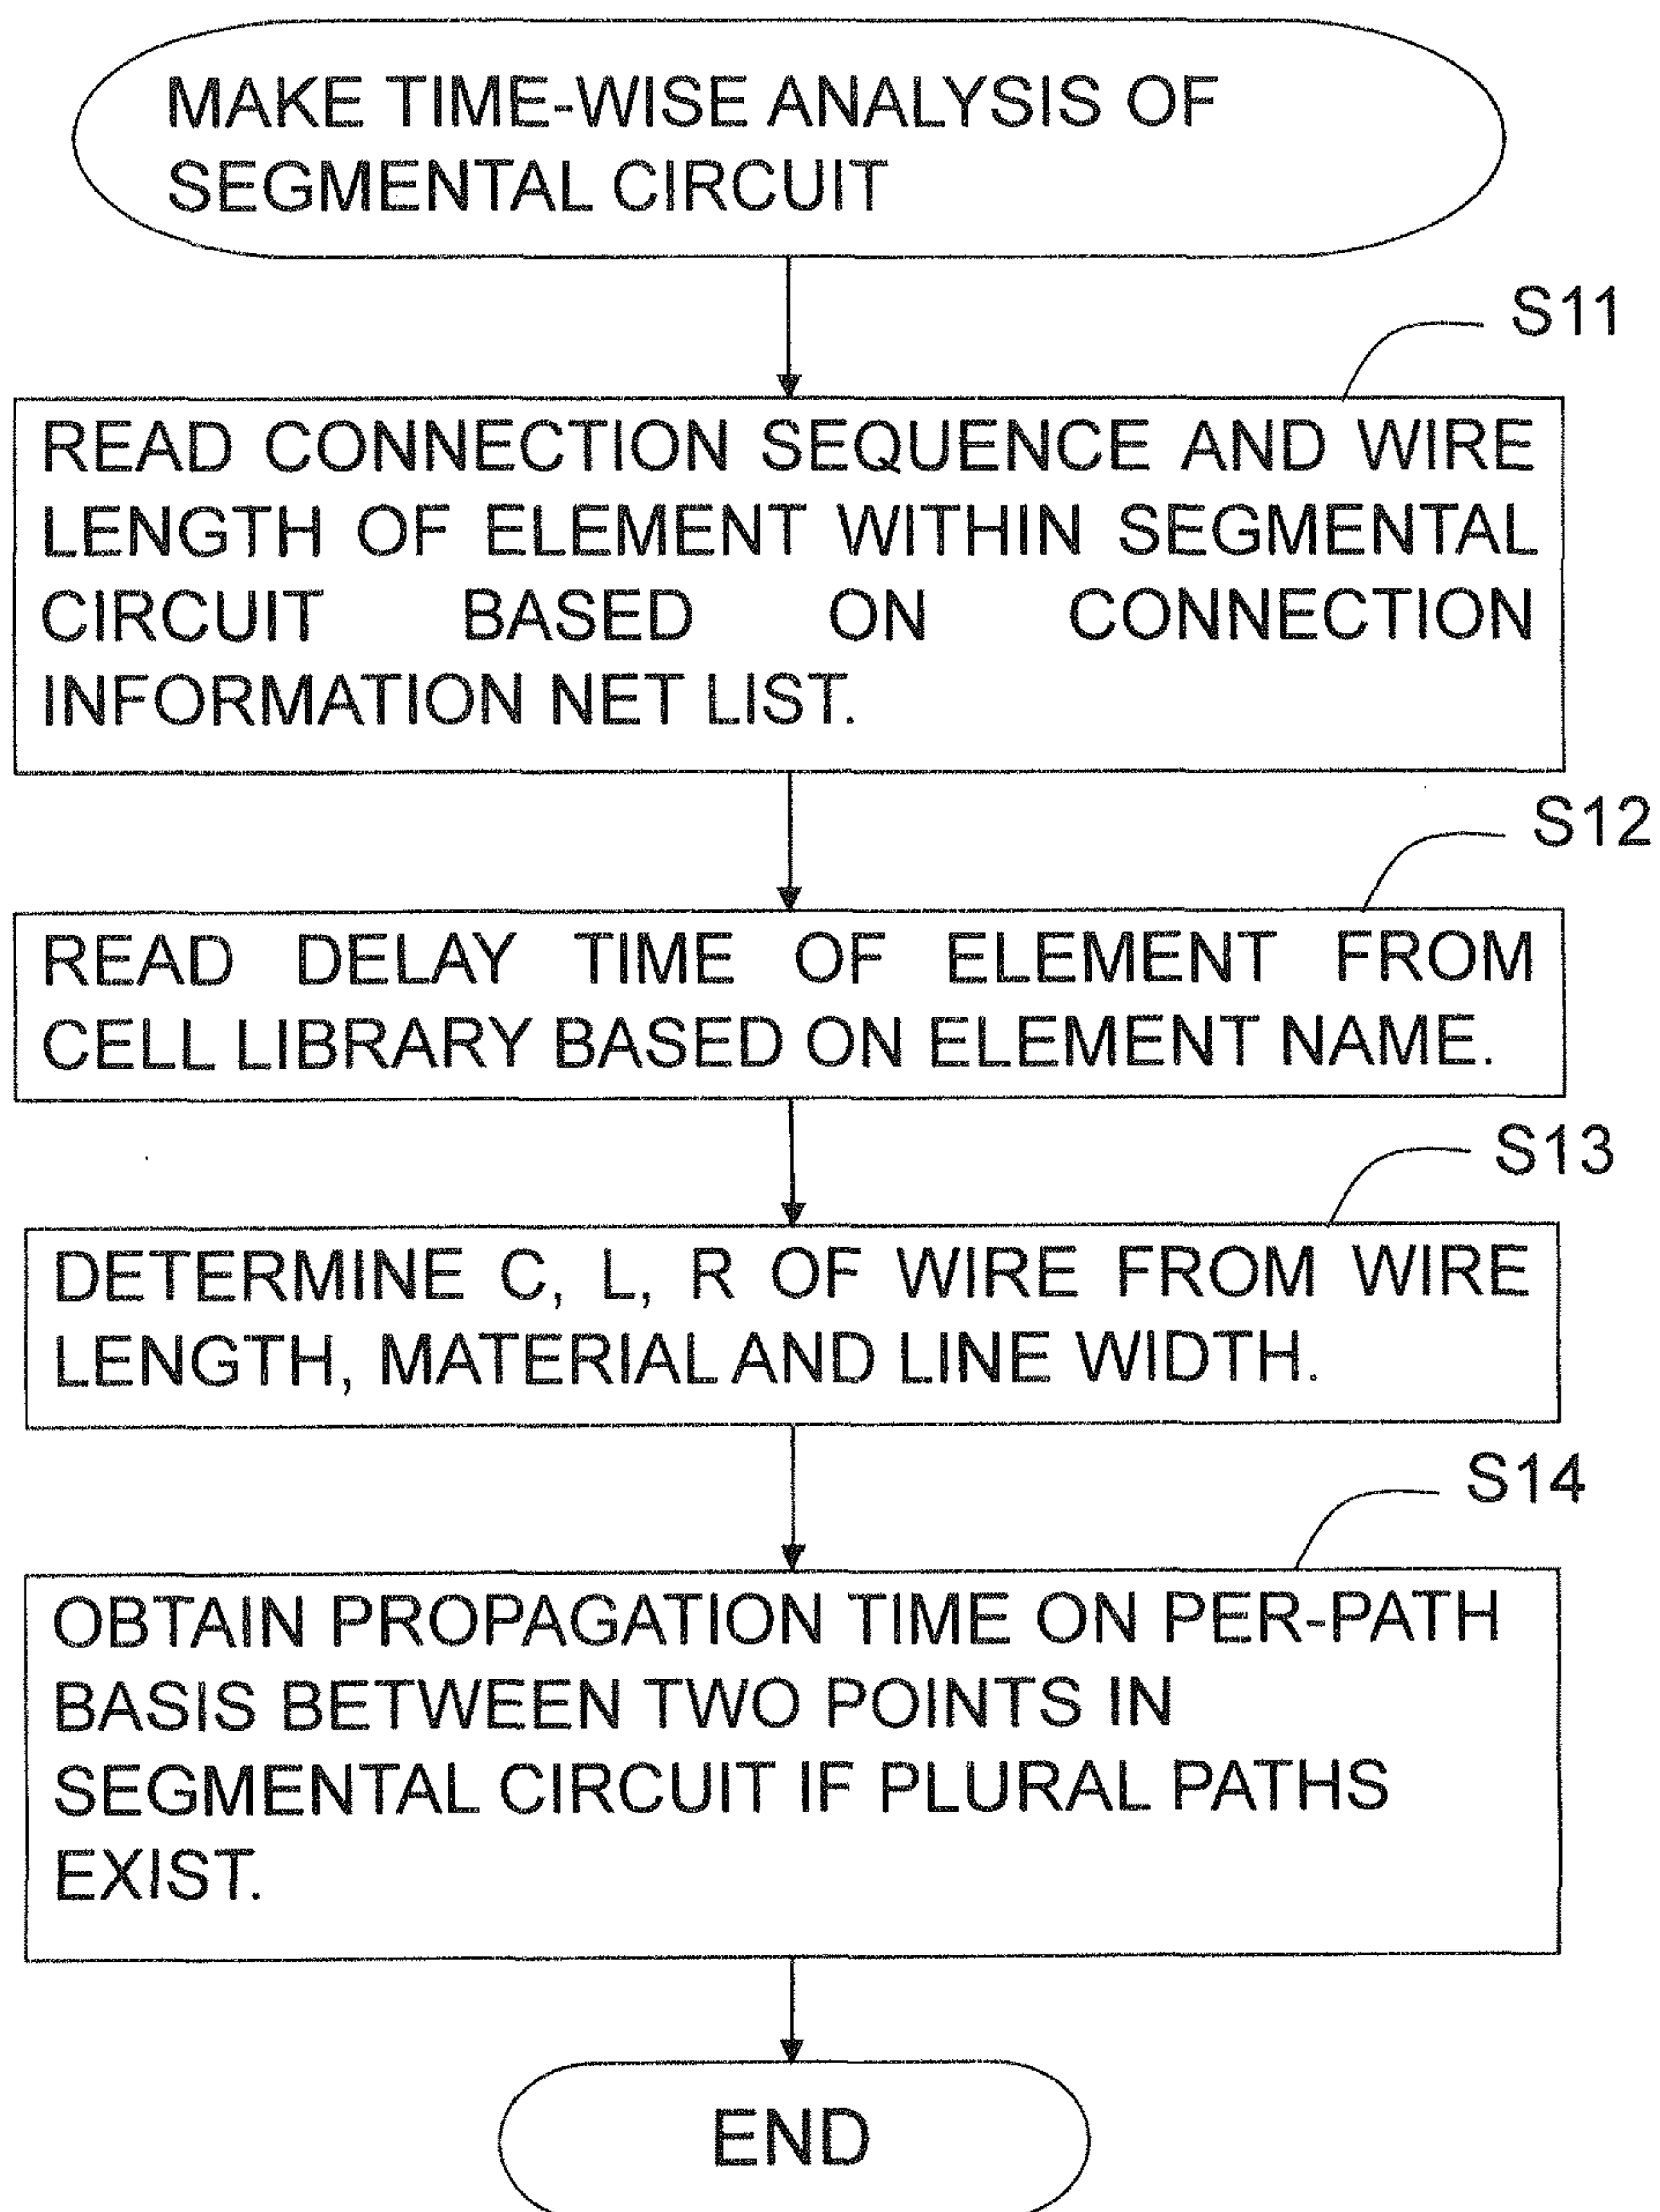 MAKE TIME-WISE ANALYSIS OF
SEGMENTAL CIRCUIT
S11
READ CONNECTION SEQUENCE AND WIRE
LENGTH OF ELEMENT WITHIN SEGMENTAL
CIRCUIT BASED ON CONNECTION
INFORMATION NET LIST.
S12
READ DELAY TIME OF ELEMENT FROM
CELL LIBRARY BASED ON ELEMENT NAME.
S13
DETERMINE C, L, R OF WIRE FROM WIRE
LENGTH, MATERIAL AND LINE WIDTH.
S14
OBTAIN PROPAGATION TIME ON PER-PATH
BASIS BETWEEN TWO POINTS IN
SEGMENTAL CIRCUIT IF PLURAL PATHS
EXIST.
END